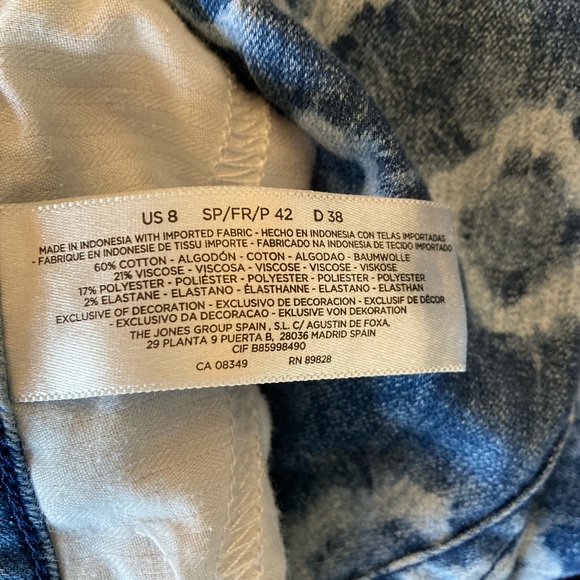 US 8 SP/FR/P 42 D 38
MADE IN INDONESIA WITH IMPORTED FABRIC - HECHO EN INDONESIA CON TELAS IMPORTADAS
- FABRIQUE EN INDONESIE DE TISSU IMPORTE - FABRICADO NA INDONESIA DE TECIDO IMPORTADO
60% COTTON - ALGODÓN - COTON - ALGODAO - BAUMWOLLE
21% VISCOSE - VISCOSA - VISCOSE - VISCOSE - VISKOSE
17% POLYESTER - POLIÉSTER - POLYESTER - POLIESTER - POLYESTER
2% ELASTANE - ELASTANO - ÉLASTHANNE - ELASTANO - ELASTHAN
EXCLUSIVE OF DECORATION - EXCLUSIVO DE DECORACION - EXCLUSIF DE DÉCOR
- EXCLUSIVO DA DECORACAO - EKLUSIVE VON DEKORATION
THE JONES GROUP SPAIN , S.L. C/ AGUSTIN DE FOXA,
29 PLANTA 9 PUERTA B, 28036 MADRID SPAIN
CIF B85998490
CA 08349 RN 89828